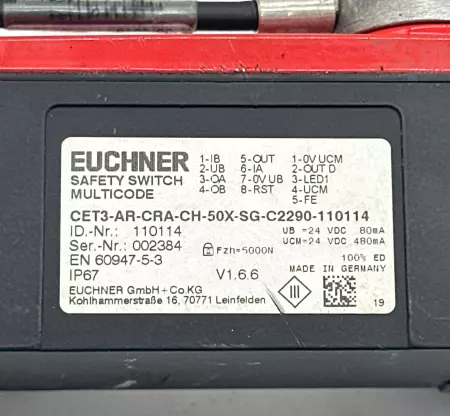 EUCHNER
SAFETY SWITCH
MULTICODE
1-IB 5-OUT 1-0V UCM
2-UB 6-IA 2-OUT D
3-OA 7-0V UB 3-LED1
4-OB 8-RST 4-UCM
5-FE
CET3-AR-CRA-CH-50X-SG-C2290-110114
ID.-Nr.: 110114
UB =24 VDC 80mA
Ser.-Nr.: 002384
Fzh=5000N
UCM=24 VDC 480mA
EN 60947-5-3
100% ED
IP67
V1.6.6
MADE IN GERMANY
EUCHNER GmbH+Co.KG
Kohlhammerstraße 16, 70771 Leinfelden
III
19